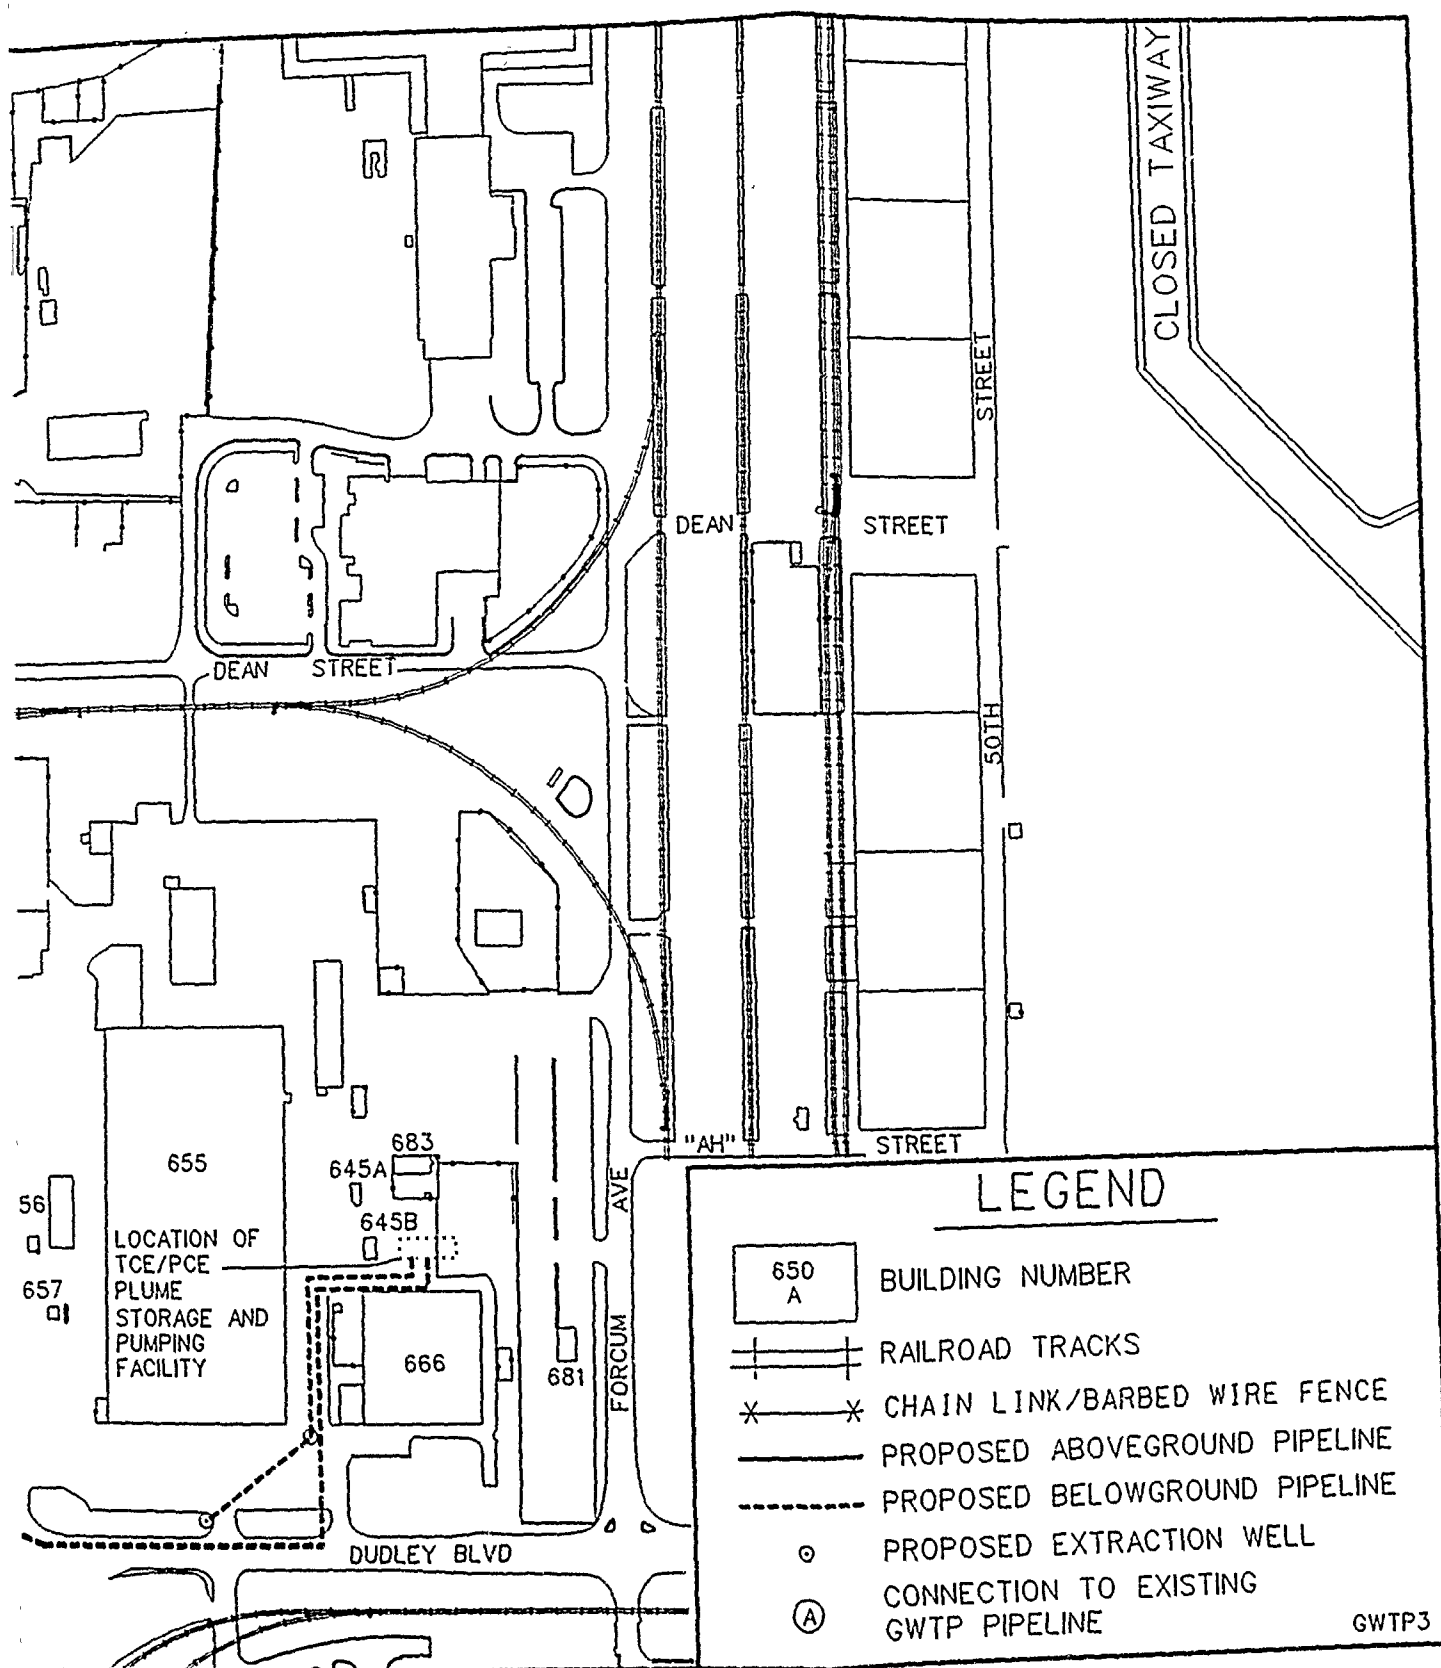 CLOSED TAXIWAY
STREET
DEAN
STREET
DEAN STREET
50TH
"AH"
STREET
683
645A
655
56
645B
LOCATION OF
TCE/PCE
PLUME
STORAGE AND
PUMPING
FACILITY
657
666
681
FORCUM AVE
DUDLEY BLVD
LEGEND
650
A
BUILDING NUMBER
RAILROAD TRACKS
CHAIN LINK/BARBED WIRE FENCE
PROPOSED ABOVEGROUND PIPELINE
PROPOSED BELOWGROUND PIPELINE
PROPOSED EXTRACTION WELL
A
CONNECTION TO EXISTING
GWTP PIPELINE
GWTP3